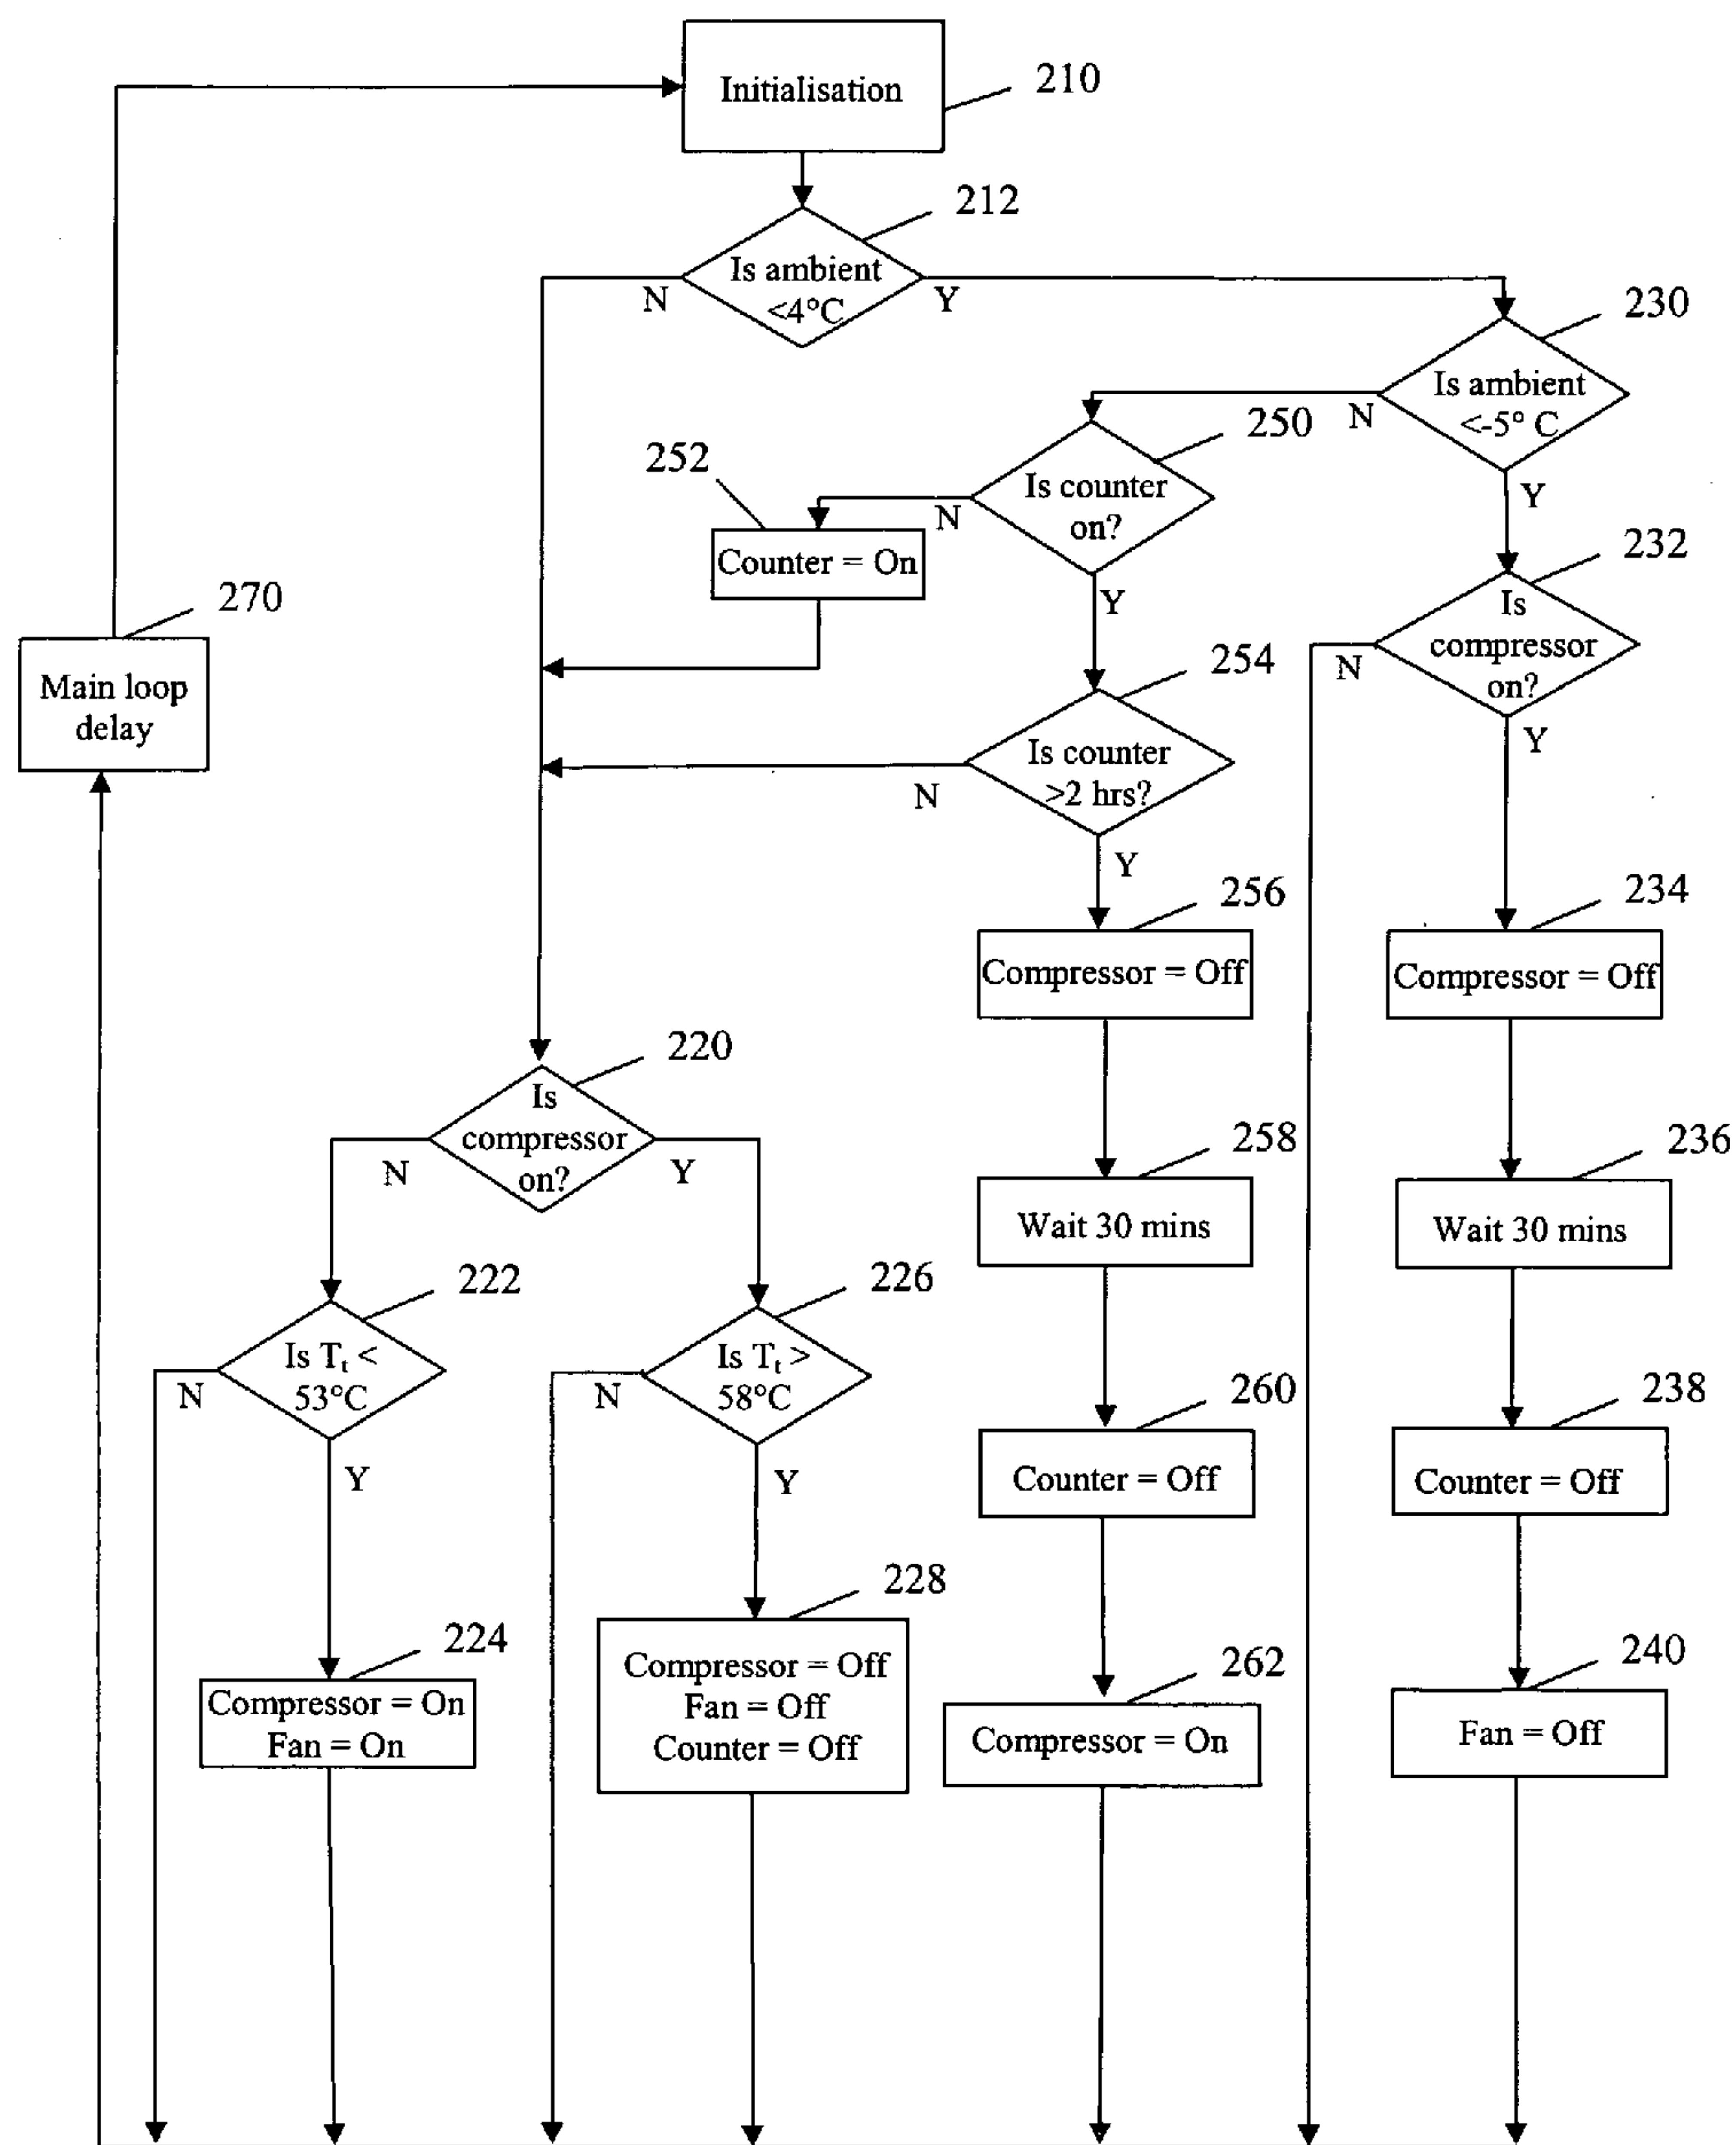 Initialisation
210
212
Is ambient
<4°C
N
Y
230
Is ambient
<-5° C
N
Y
250
Is counter
on?
N
Y
252
Counter = On
232
Is
compressor
on?
N
Y
270
Main loop
delay
254
Is counter
>2 hrs?
N
Y
256
Compressor = Off
234
Compressor = Off
220
Is
compressor
on?
N
Y
258
Wait 30 mins
236
Wait 30 mins
222
Is Tt <
53°C
N
Y
226
Is Tt >
58°C
N
Y
260
Counter = Off
238
Counter = Off
224
Compressor = On
Fan = On
228
Compressor = Off
Fan = Off
Counter = Off
262
Compressor = On
240
Fan = Off